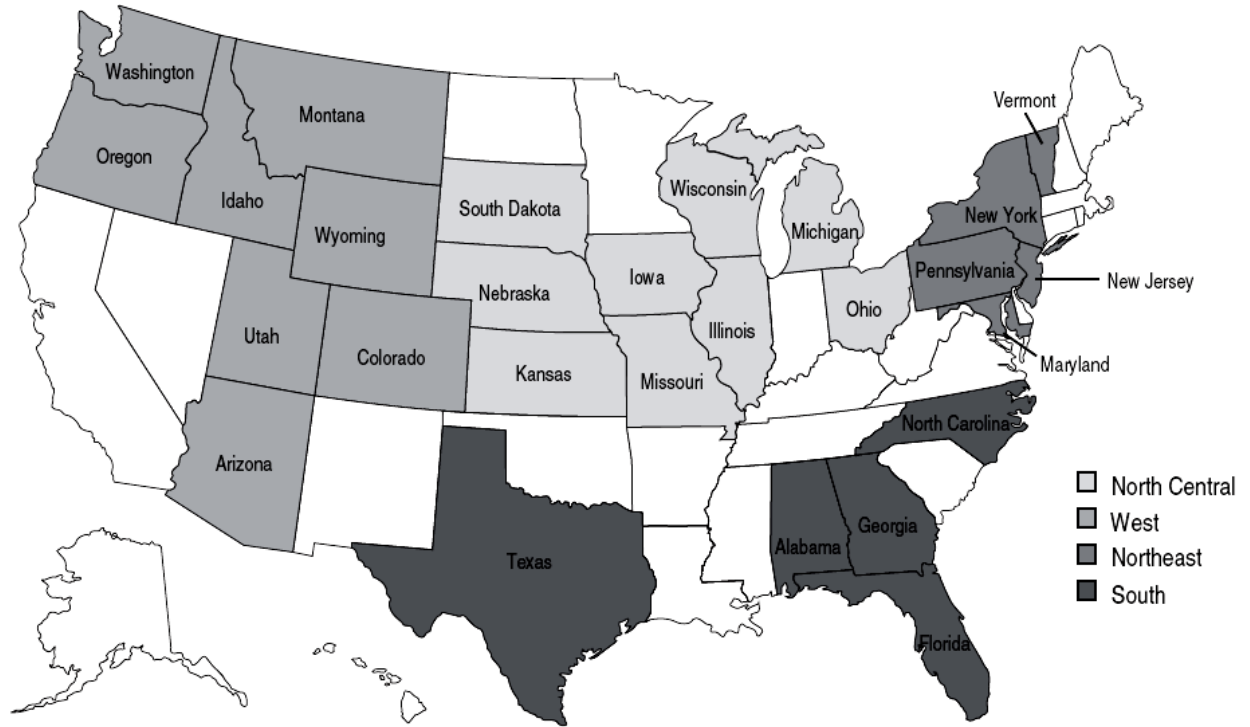 Washington
Montana
Vermont
Oregon
Idaho
South Dakota
Wisconsin
New York
Wyoming
Michigan
Pennsylvania
Iowa
New Jersey
Nebraska
Ohio
Utah
Illinois
Colorado
Maryland
Kansas
Missouri
North Carolina
Arizona
Georgia
Alabama
Texas
Florida
North Central
West
Northeast
South